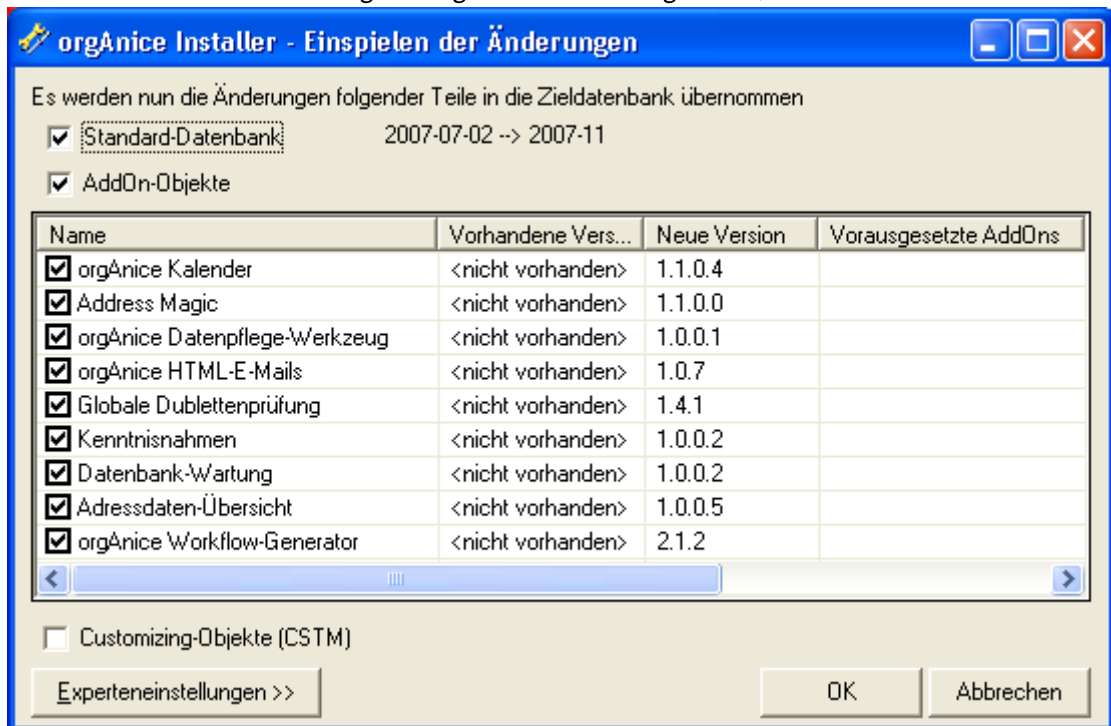 orgAnice Installer - Einspielen der Änderungen
Es werden nun die Änderungen folgender Teile in die Zieldatenbank übernommen
Standard-Datenbank 2007-07-02 --> 2007-11
AddOn-Objekte
Name Vorhandene Vers... Neue Version Vorausgesetzte AddOns
orgAnice Kalender <nicht vorhanden> 1.1.0.4
Address Magic <nicht vorhanden> 1.1.0.0
orgAnice Datenpflege-Werkzeug <nicht vorhanden> 1.0.0.1
orgAnice HTML-E-Mails <nicht vorhanden> 1.0.7
Globale Dublettenprüfung <nicht vorhanden> 1.4.1
Kenntnisnahmen <nicht vorhanden> 1.0.0.2
Datenbank-Wartung <nicht vorhanden> 1.0.0.2
Adressdaten-Übersicht <nicht vorhanden> 1.0.0.5
orgAnice Workflow-Generator <nicht vorhanden> 2.1.2
Customizing-Objekte (CSTM)
Experteneinstellungen >> OK Abbrechen